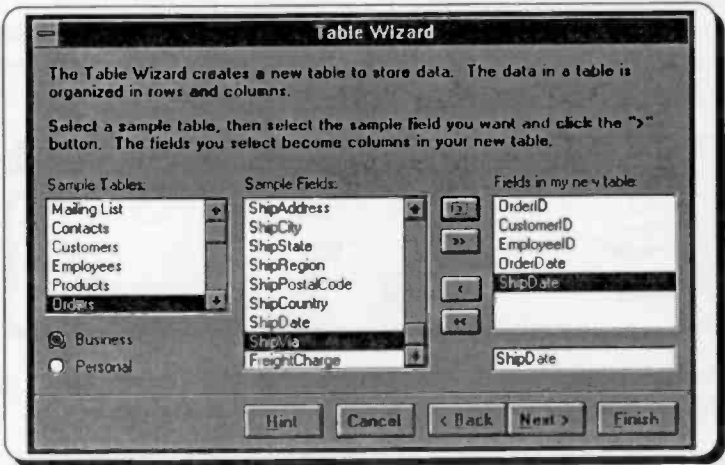 Table Wizard
The Table Wizard creates a new table to store data. The data in a table is
organized in rows and columns.
Select a sample table, then select the sample field you want and click the ">"
button. The fields you select become columns in your new table.
Sample Tables:
Mailing List
Contacts
Customers
Employees
Products
Orders
Business
Personal
Sample Fields:
ShipAddress
ShipCity
ShipState
ShipRegion
ShipPostalCode
ShipCountry
ShipDate
ShipVia
FreightCharge
>
>>
<
<<
Fields in my new table:
OrderID
CustomerID
EmployeeID
OrderDate
ShipDate
ShipDate
Hint
Cancel
< Back
Next >
Finish